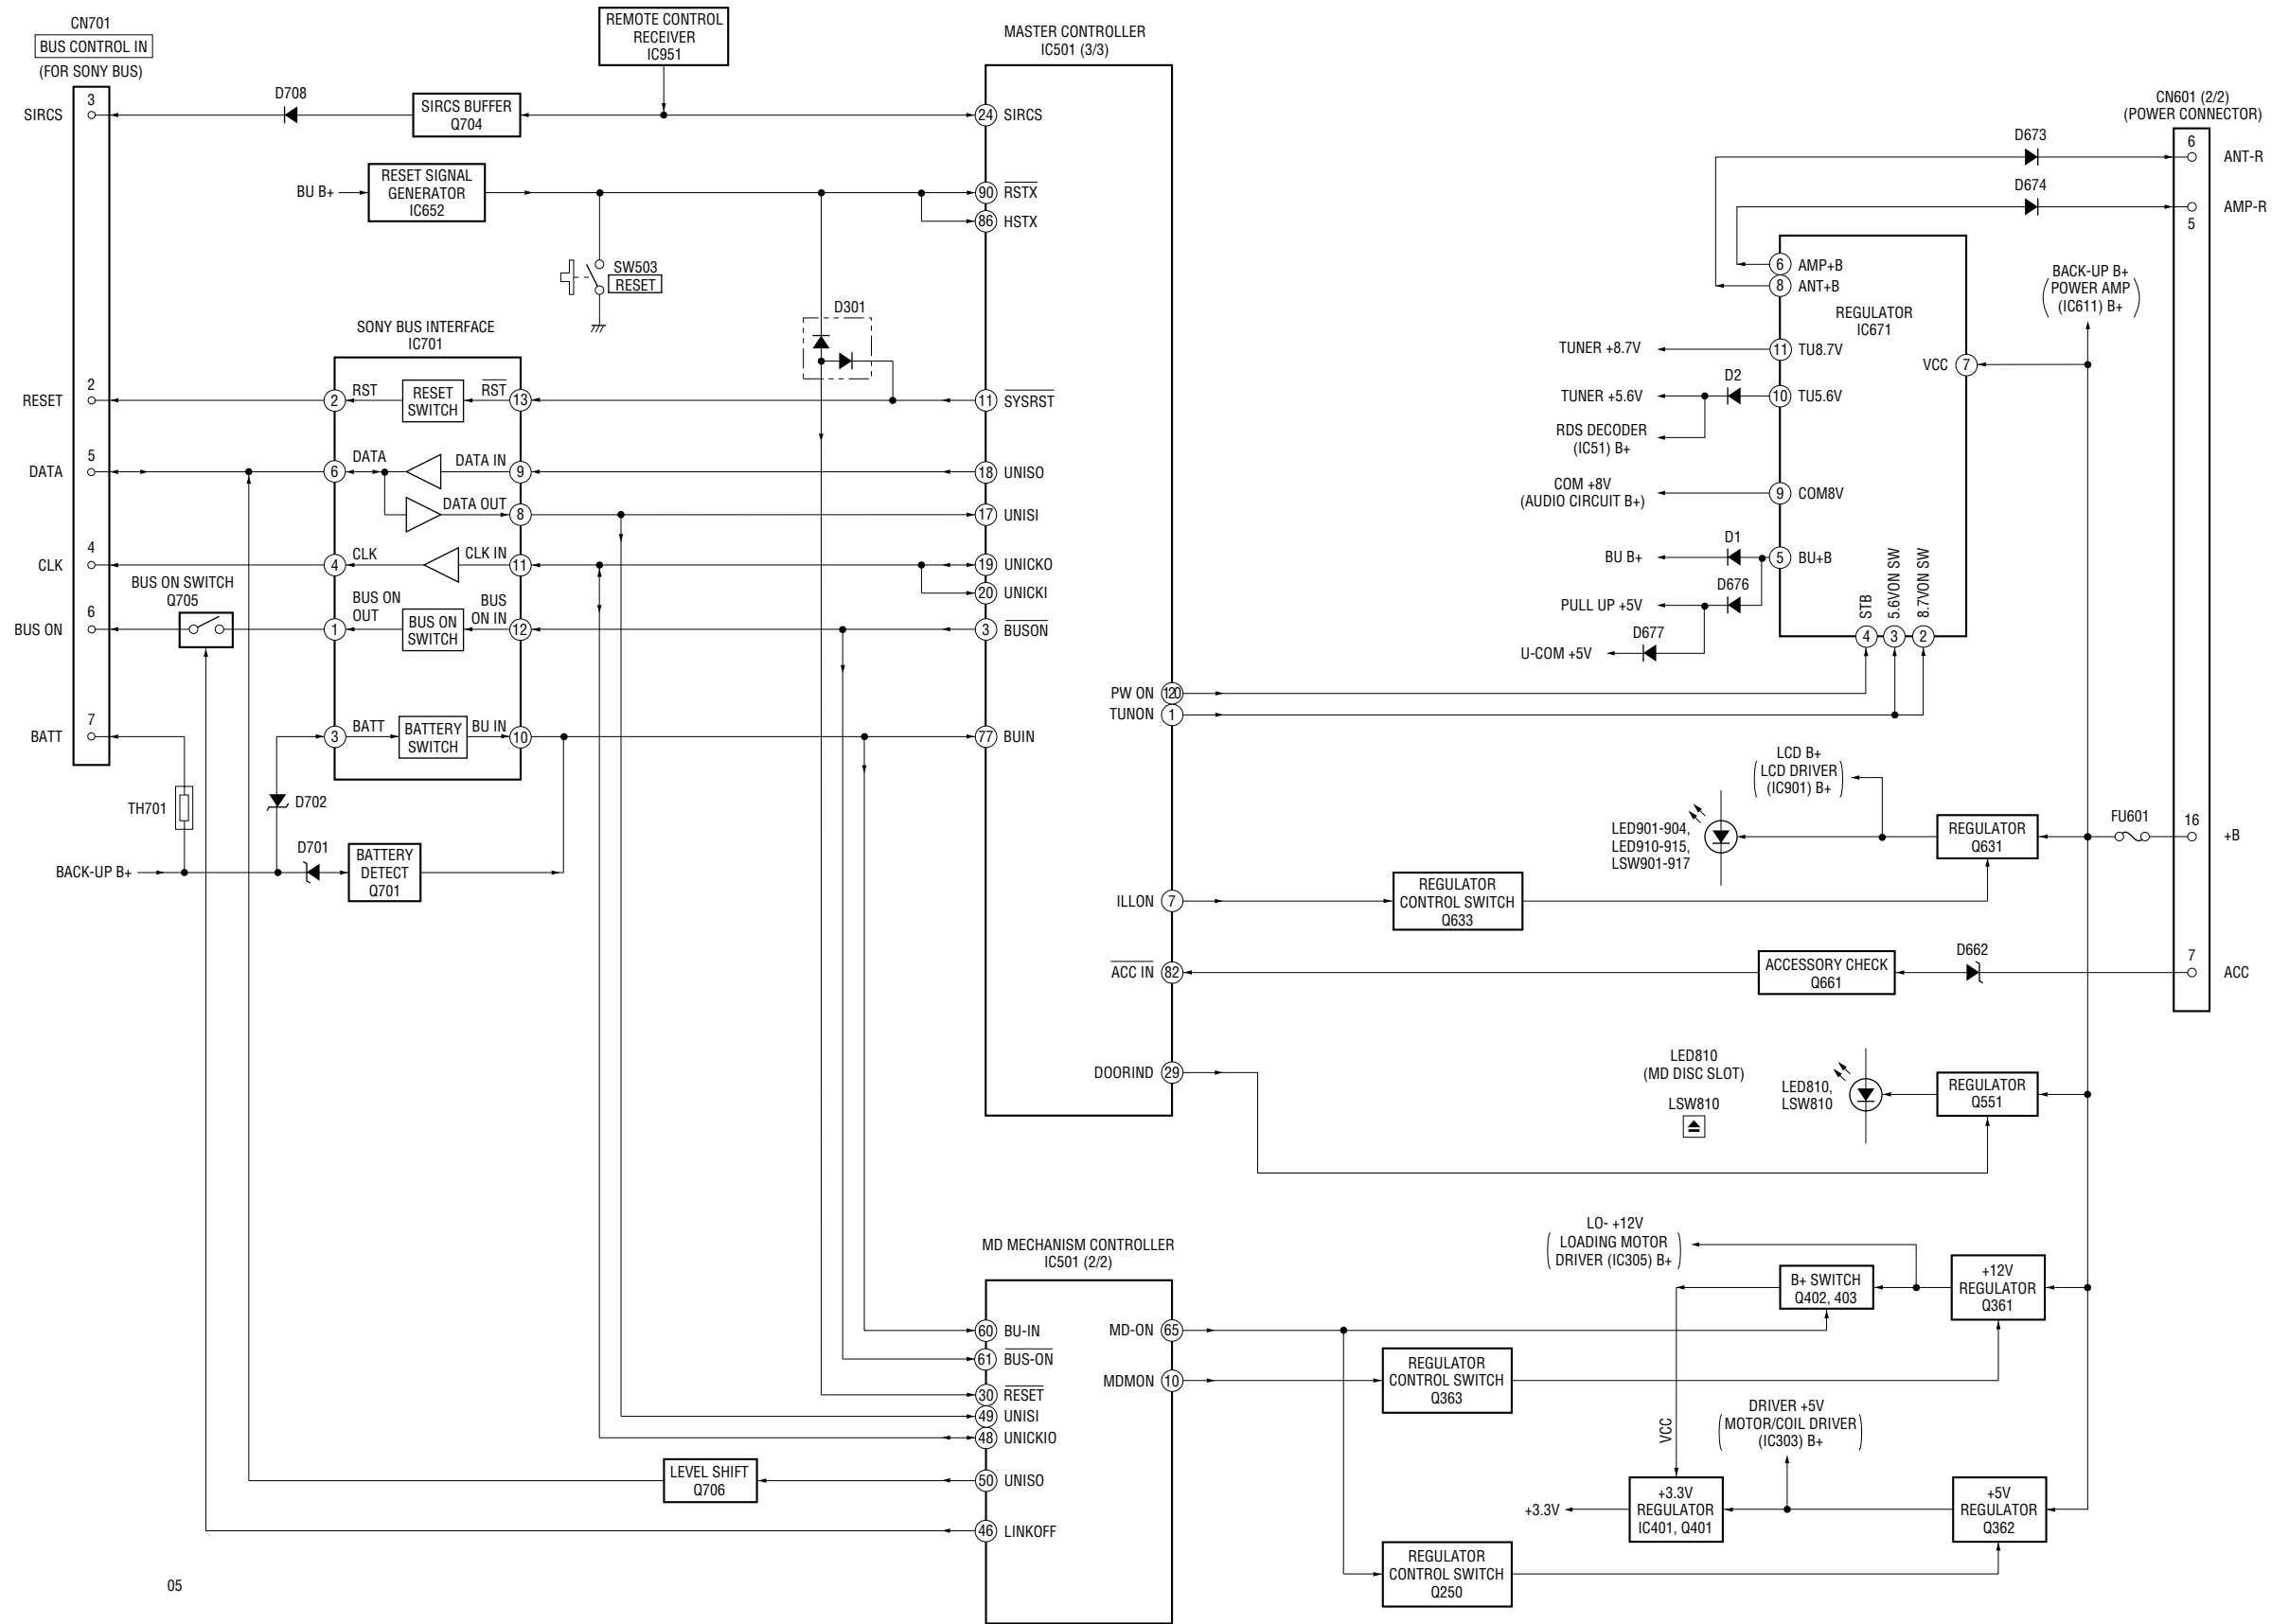 CN701
BUS CONTROL IN
(FOR SONY BUS)
3
SIRCS
2
RESET
5
DATA
4
CLK
6
BUS ON
7
BATT
D708
SIRCS BUFFER
Q704
REMOTE CONTROL
RECEIVER
IC951
BU B+
RESET SIGNAL
GENERATOR
IC652
SW503
RESET
D301
SONY BUS INTERFACE
IC701
2 RST
RESET
SWITCH
RST 13
6 DATA
DATA IN 9
DATA OUT 8
4 CLK
CLK IN 11
BUS ON SWITCH
Q705
BUS ON
OUT
1
BUS ON
SWITCH
BUS
ON IN
12
3 BATT
BATTERY
SWITCH
BU IN 10
TH701
D702
BACK-UP B+
D701
BATTERY
DETECT
Q701
MASTER CONTROLLER
IC501 (3/3)
24 SIRCS
90 RSTX
86 HSTX
11 SYSRST
18 UNISO
17 UNISI
19 UNICKO
20 UNICKI
3 BUSON
77 BUIN
PW ON 120
TUNON 1
ILLON 7
ACC IN 82
DOORIND 29
CN601 (2/2)
(POWER CONNECTOR)
6
ANT-R
5
AMP-R
16
+B
7
ACC
D673
D674
REGULATOR
IC671
6 AMP+B
8 ANT+B
11 TU8.7V
10 TU5.6V
9 COM8V
5 BU+B
VCC 7
STB
4
5.6VON SW
3
8.7VON SW
2
BACK-UP B+
POWER AMP
(IC611) B+
TUNER +8.7V
D2
TUNER +5.6V
RDS DECODER
(IC51) B+
COM +8V
(AUDIO CIRCUIT B+)
D1
BU B+
D676
PULL UP +5V
D677
U-COM +5V
LCD B+
(LCD DRIVER
(IC901) B+)
LED901-904,
LED910-915,
LSW901-917
REGULATOR
Q631
FU601
REGULATOR
CONTROL SWITCH
Q633
ACCESSORY CHECK
Q661
D662
LED810
(MD DISC SLOT)
LSW810
LED810,
LSW810
REGULATOR
Q551
MD MECHANISM CONTROLLER
IC501 (2/2)
60 BU-IN
61 BUS-ON
30 RESET
49 UNISI
48 UNICKIO
50 UNISO
46 LINKOFF
MD-ON 65
MDMON 10
LEVEL SHIFT
Q706
LO- +12V
(LOADING MOTOR
DRIVER (IC305) B+)
B+ SWITCH
Q402, 403
+12V
REGULATOR
Q361
REGULATOR
CONTROL SWITCH
Q363
VCC
DRIVER +5V
(MOTOR/COIL DRIVER
(IC303) B+)
+3.3V
+3.3V
REGULATOR
IC401, Q401
+5V
REGULATOR
Q362
REGULATOR
CONTROL SWITCH
Q250
05